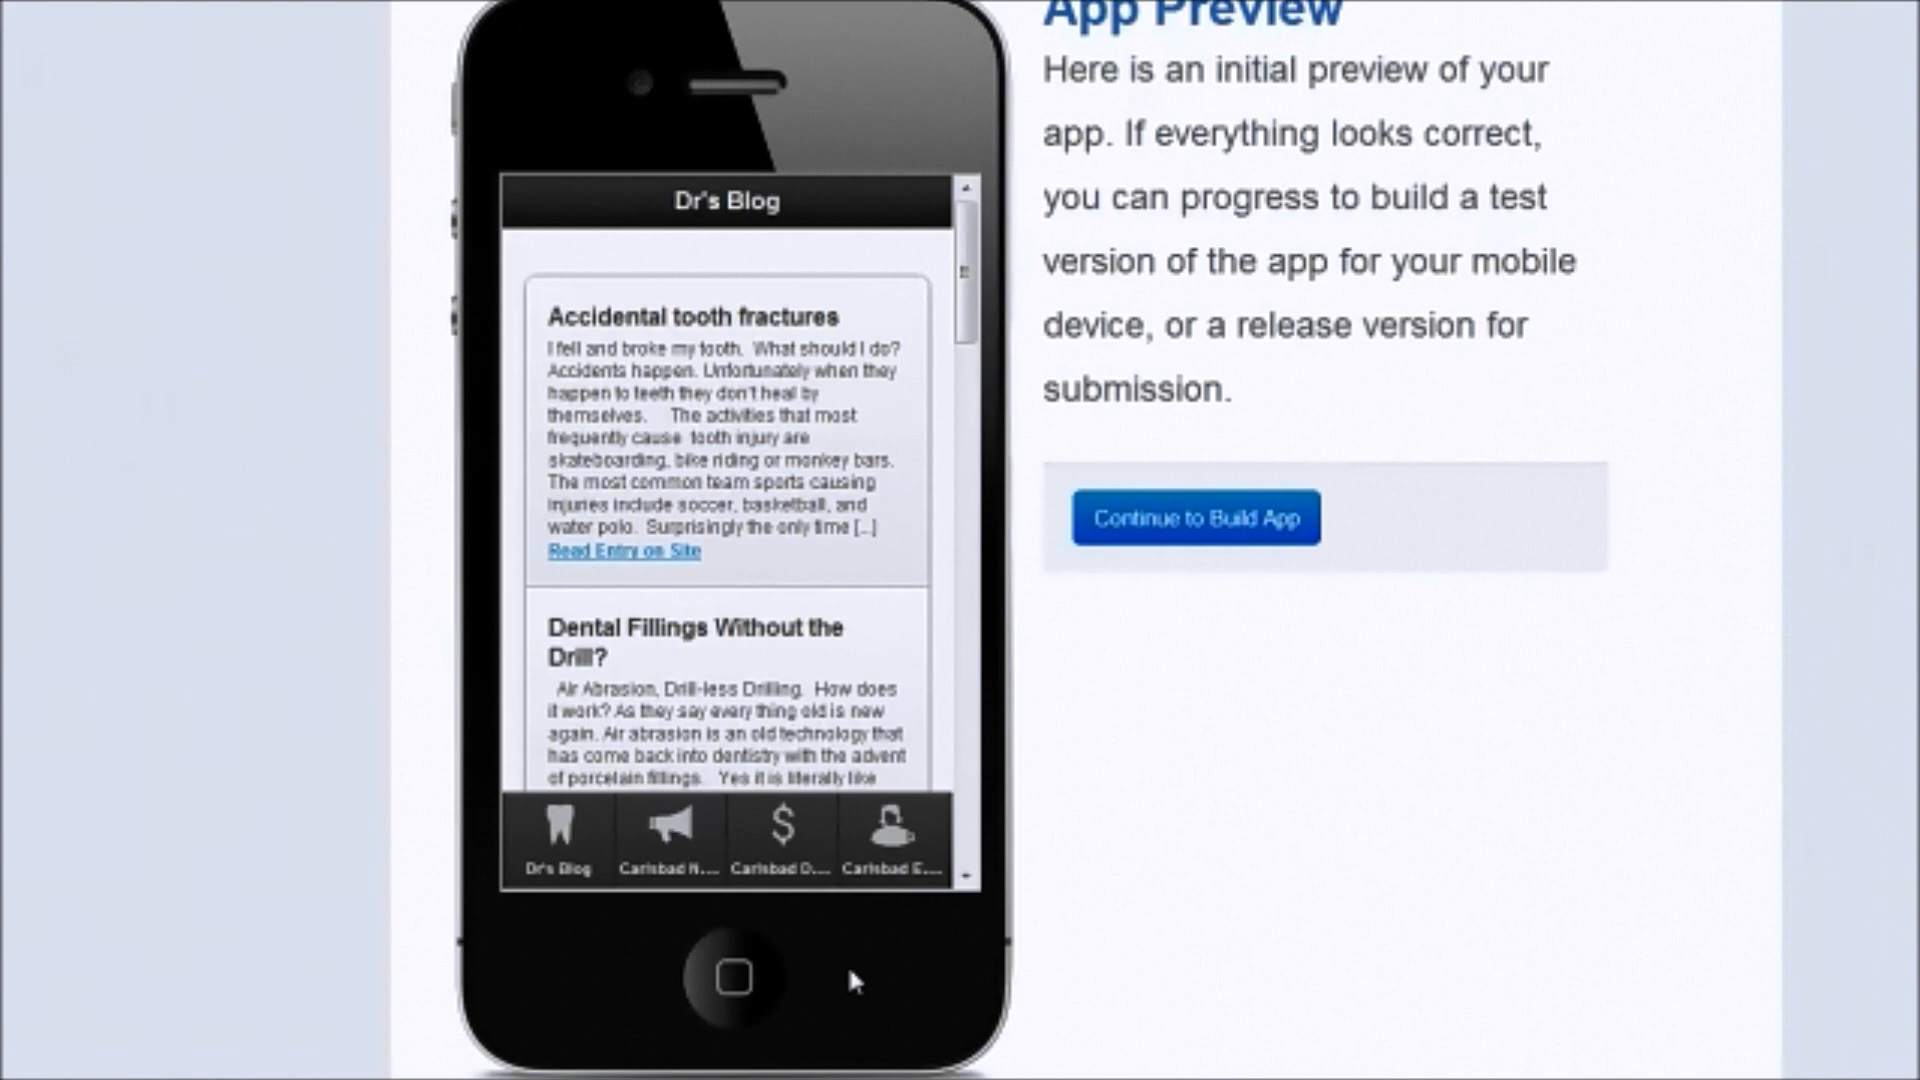 App Preview
Here is an initial preview of your
app. If everything looks correct,
you can progress to build a test
version of the app for your mobile
device, or a release version for
submission.
Continue to Build App
Dr's Blog
Accidental tooth fractures
I fell and broke my tooth. What should I do?
Accidents happen. Unfortunately when they
happen to teeth they don't heal by
themselves. The activities that most
frequently cause tooth injury are
skateboarding, bike riding or monkey bars.
The most common team sports causing
injuries include soccer, basketball, and
water polo. Surprisingly the only time [...]
Read Entry on Site
Dental Fillings Without the
Drill?
Air Abrasion, Drill-less Drilling. How does
it work? As they say every thing old is new
again. Air abrasion is an old technology that
has come back into dentistry with the advent
of porcelain fillings. Yes it is literally like
Dr's Blog
Carlsbad N....
Carlsbad D....
Carlsbad E....